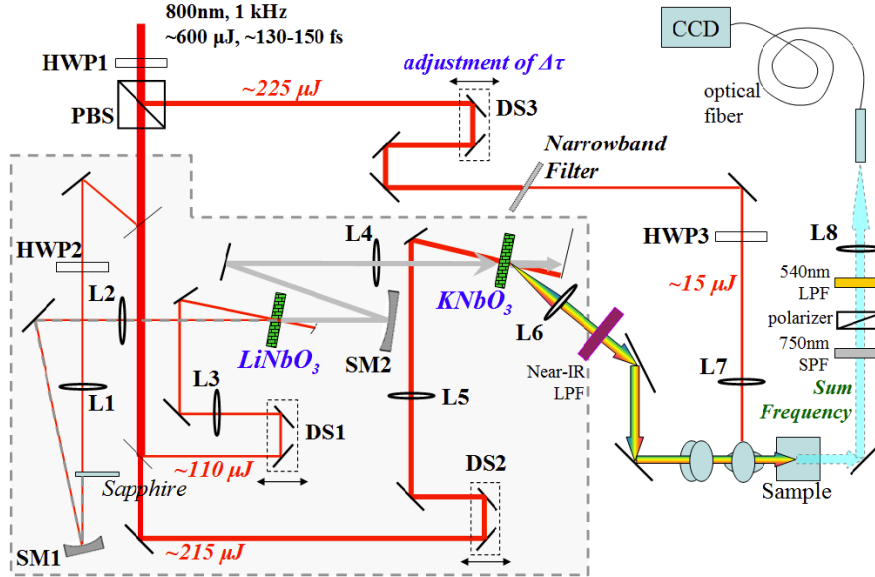 800nm, 1 kHz
~600 μJ, ~130-150 fs
HWP1
PBS
~225 μJ
adjustment of Δτ
DS3
Narrowband
Filter
CCD
optical
fiber
HWP2
L2
L1
Sapphire
SM1
L3
LiNbO3
DS1
~110 μJ
~215 μJ
L4
SM2
L5
DS2
KNbO3
L6
Near-IR
LPF
HWP3
~15 μJ
L7
L8
540nm
LPF
polarizer
750nm
SPF
Sum
Frequency
Sample